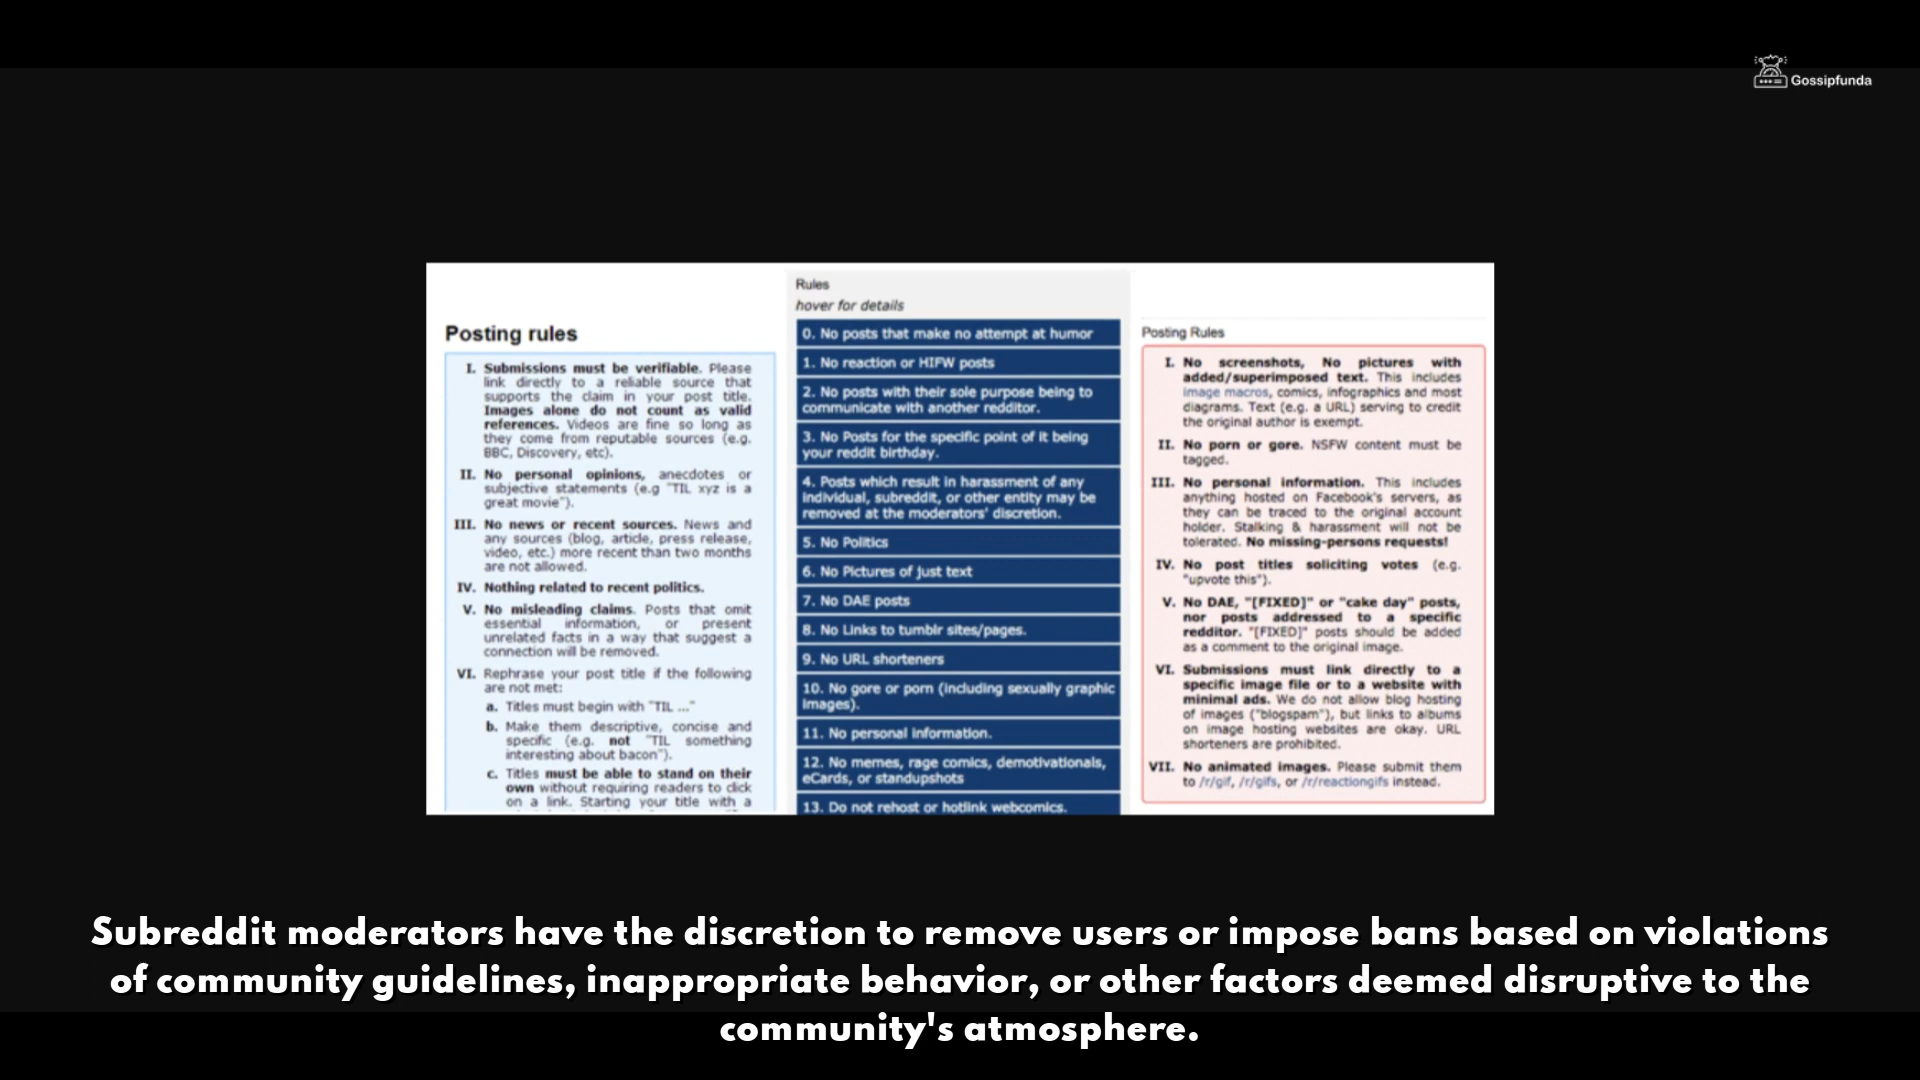 Gossipfunda
Posting rules
I. Submissions must be verifiable. Please
link directly to a reliable source that
supports the claim in your post title.
Images alone do not count as valid
references. Videos are fine so long as
they come from reputable sources (e.g.
BBC, Discovery, etc).
II. No personal opinions, anecdotes or
subjective statements (e.g "TIL xyz is a
great movie").
III. No news or recent sources. News and
any sources (blog, article, press release,
video, etc.) more recent than two months
are not allowed.
IV. Nothing related to recent politics.
V. No misleading claims. Posts that omit
essential information, or present
unrelated facts in a way that suggest a
connection will be removed.
VI. Rephrase your post title if the following
are not met:
a. Titles must begin with "TIL ..."
b. Make them descriptive, concise and
specific (e.g. not "TIL something
interesting about bacon").
c. Titles must be able to stand on their
own without requiring readers to click
on a link. Starting your title with a
Rules
hover for details
0. No posts that make no attempt at humor
1. No reaction or HIFW posts
2. No posts with their sole purpose being to
communicate with another redditor.
3. No Posts for the specific point of it being
your reddit birthday.
4. Posts which result in harassment of any
individual, subreddit, or other entity may be
removed at the moderators' discretion.
5. No Politics
6. No Pictures of just text
7. No DAE posts
8. No Links to tumblr sites/pages.
9. No URL shorteners
10. No gore or porn (including sexually graphic
images).
11. No personal information.
12. No memes, rage comics, demotivationals,
eCards, or standupshots
13. Do not rehost or hotlink webcomics.
Posting Rules
I. No screenshots, No pictures with
added/superimposed text. This includes
image macros, comics, infographics and most
diagrams. Text (e.g. a URL) serving to credit
the original author is exempt.
II. No porn or gore. NSFW content must be
tagged.
III. No personal information. This includes
anything hosted on Facebook's servers, as
they can be traced to the original account
holder. Stalking & harassment will not be
tolerated. No missing-persons requests!
IV. No post titles soliciting votes (e.g.
"upvote this").
V. No DAE, "[FIXED]" or "cake day" posts,
nor posts addressed to a specific
redditor. "[FIXED]" posts should be added
as a comment to the original image.
VI. Submissions must link directly to a
specific image file or to a website with
minimal ads. We do not allow blog hosting
of images ("blogspam"), but links to albums
on image hosting websites are okay. URL
shorteners are prohibited.
VII. No animated images. Please submit them
to /r/gif, /r/gifs, or /r/reactiongifs instead.
Subreddit moderators have the discretion to remove users or impose bans based on violations
of community guidelines, inappropriate behavior, or other factors deemed disruptive to the
community's atmosphere.